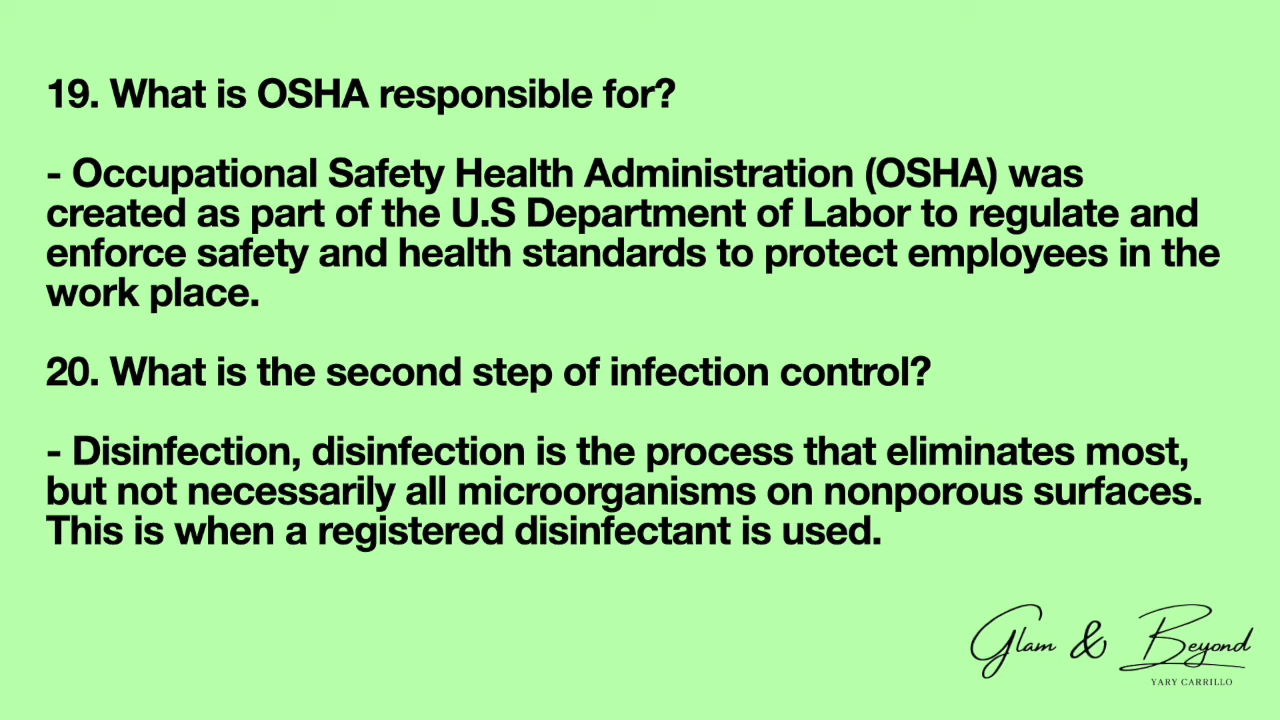 19. What is OSHA responsible for?
- Occupational Safety Health Administration (OSHA) was
created as part of the U.S Department of Labor to regulate and
enforce safety and health standards to protect employees in the
work place.
20. What is the second step of infection control?
- Disinfection, disinfection is the process that eliminates most,
but not necessarily all microorganisms on nonporous surfaces.
This is when a registered disinfectant is used.
Glam & Beyond
YARY CARRILLO